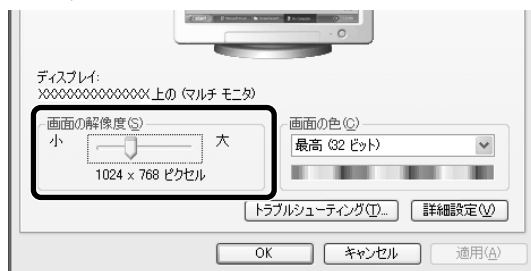 ディスプレイ:
XXXXXXXXXXXXXX上の (マルチ モニタ)
画面の解像度(S)
小 大
1024 x 768 ピクセル
画面の色(C)
最高 (32 ビット)
トラブルシューティング(T)... 詳細設定(V)
OK キャンセル 適用(A)